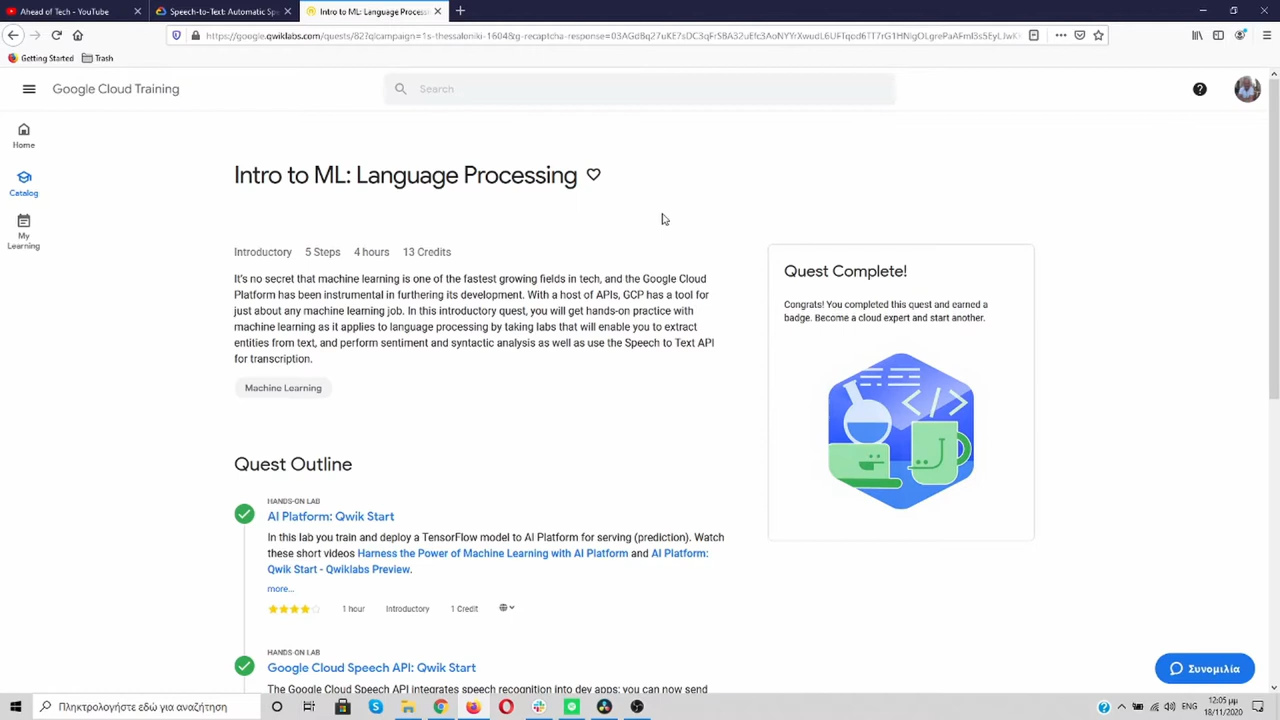 Ahead of Tech - YouTube
Speech-to-Text: Automatic Sp
Intro to ML: Language Processin
Getting Started
Trash
Google Cloud Training
Search
Home
Catalog
My
Learning
Intro to ML: Language Processing
Introductory 5 Steps 4 hours 13 Credits
It's no secret that machine learning is one of the fastest growing fields in tech, and the Google Cloud
Platform has been instrumental in furthering its development. With a host of APIs, GCP has a tool for
just about any machine learning job. In this introductory quest, you will get hands-on practice with
machine learning as it applies to language processing by taking labs that will enable you to extract
entities from text, and perform sentiment and syntactic analysis as well as use the Speech to Text API
for transcription.
Machine Learning
Quest Complete!
Congrats! You completed this quest and earned a
badge. Become a cloud expert and start another.
Quest Outline
HANDS-ON LAB
AI Platform: Qwik Start
In this lab you train and deploy a TensorFlow model to AI Platform for serving (prediction). Watch
these short videos Harness the Power of Machine Learning with AI Platform and AI Platform:
Qwik Start - Qwiklabs Preview.
more...
1 hour Introductory 1 Credit
HANDS-ON LAB
Google Cloud Speech API: Qwik Start
The Google Cloud Speech API integrates speech recognition into dev apps: you can now send
Συνομιλία
Πληκτρολογήστε εδώ για αναζήτηση
ENG
12:05 μμ
18/11/2020